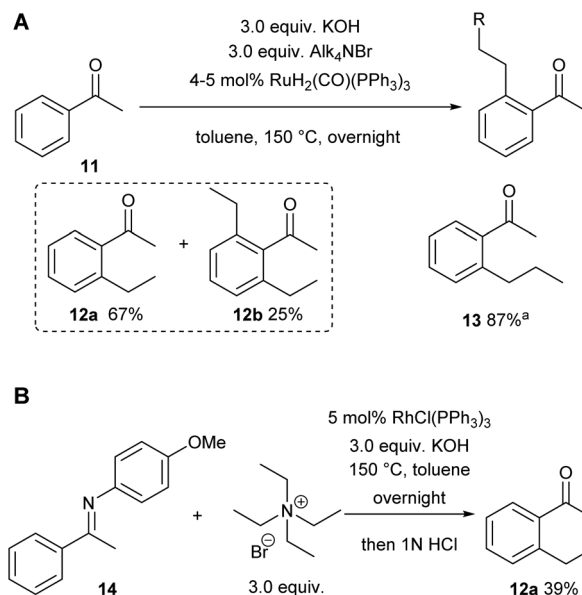 A
3.0 equiv. KOH
3.0 equiv. Alk₄NBr
4-5 mol% RuH₂(CO)(PPh₃)₃
toluene, 150 °C, overnight
O
11
R
O
O
+
O
12a 67%
12b 25%
O
13 87%ᵃ
B
5 mol% RhCl(PPh₃)₃
3.0 equiv. KOH
150 °C, toluene
overnight
then 1N HCl
OMe
N
14
+
N⊕
Br⊖
3.0 equiv.
O
12a 39%